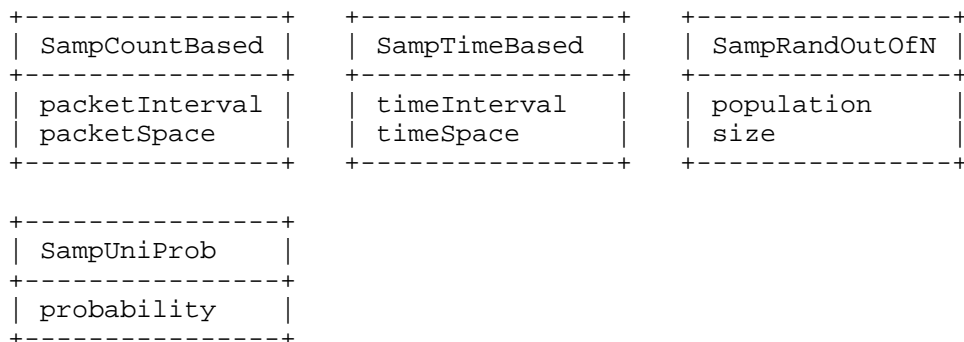 +----------------+   +----------------+   +----------------+
| SampCountBased |   | SampTimeBased  |   | SampRandOutOfN |
+----------------+   +----------------+   +----------------+
| packetInterval |   | timeInterval   |   | population     |
| packetSpace    |   | timeSpace      |   | size           |
+----------------+   +----------------+   +----------------+
+----------------+
| SampUniProb    |
+----------------+
| probability    |
+----------------+